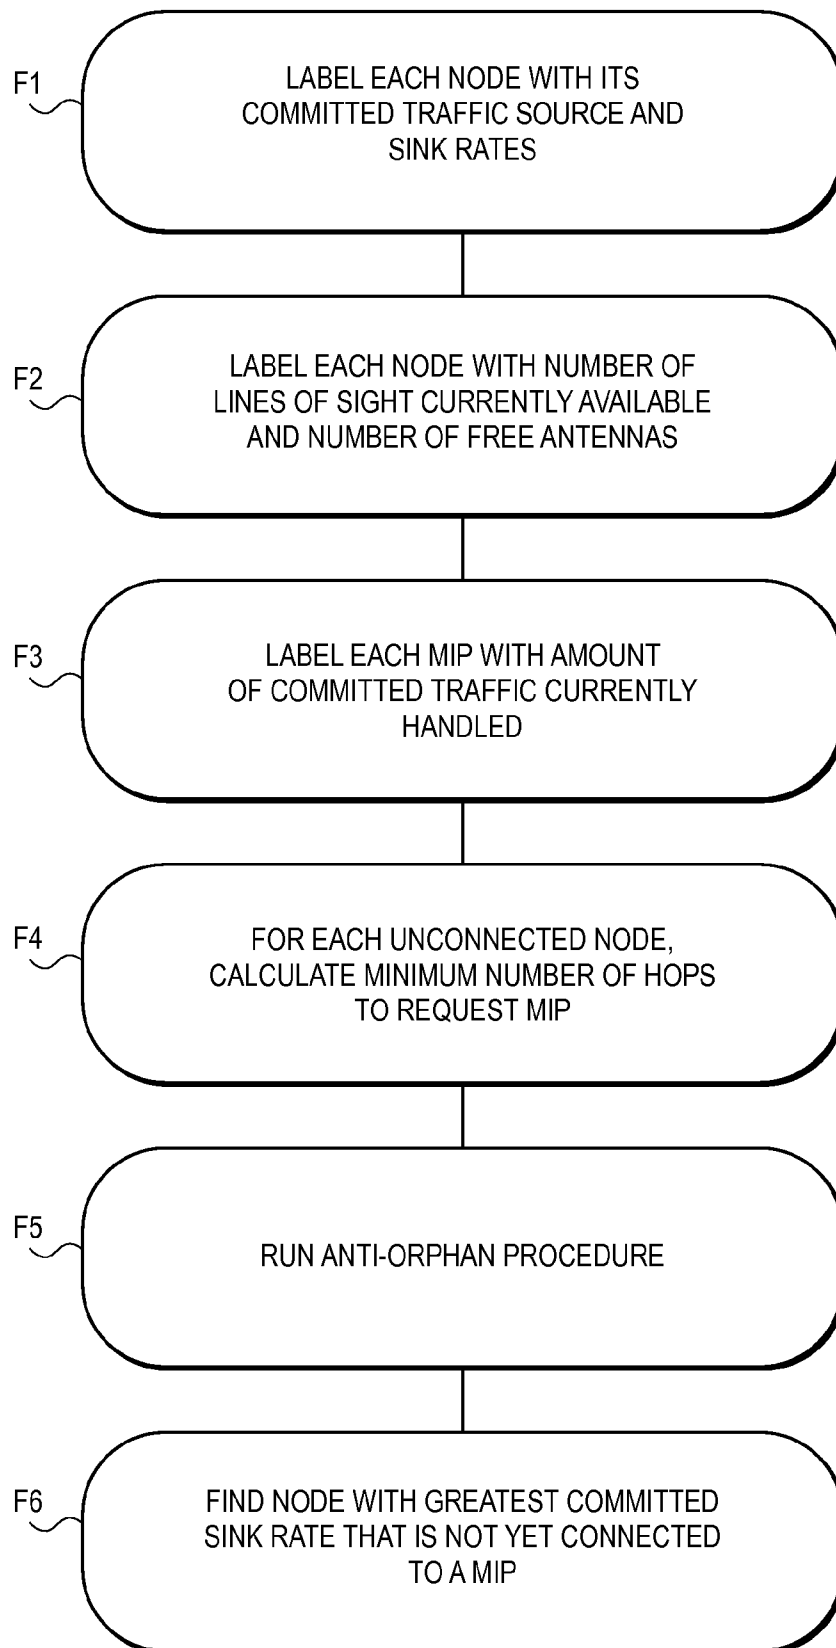 F1
LABEL EACH NODE WITH ITS
COMMITTED TRAFFIC SOURCE AND
SINK RATES
F2
LABEL EACH NODE WITH NUMBER OF
LINES OF SIGHT CURRENTLY AVAILABLE
AND NUMBER OF FREE ANTENNAS
F3
LABEL EACH MIP WITH AMOUNT
OF COMMITTED TRAFFIC CURRENTLY
HANDLED
F4
FOR EACH UNCONNECTED NODE,
CALCULATE MINIMUM NUMBER OF HOPS
TO REQUEST MIP
F5
RUN ANTI-ORPHAN PROCEDURE
F6
FIND NODE WITH GREATEST COMMITTED
SINK RATE THAT IS NOT YET CONNECTED
TO A MIP